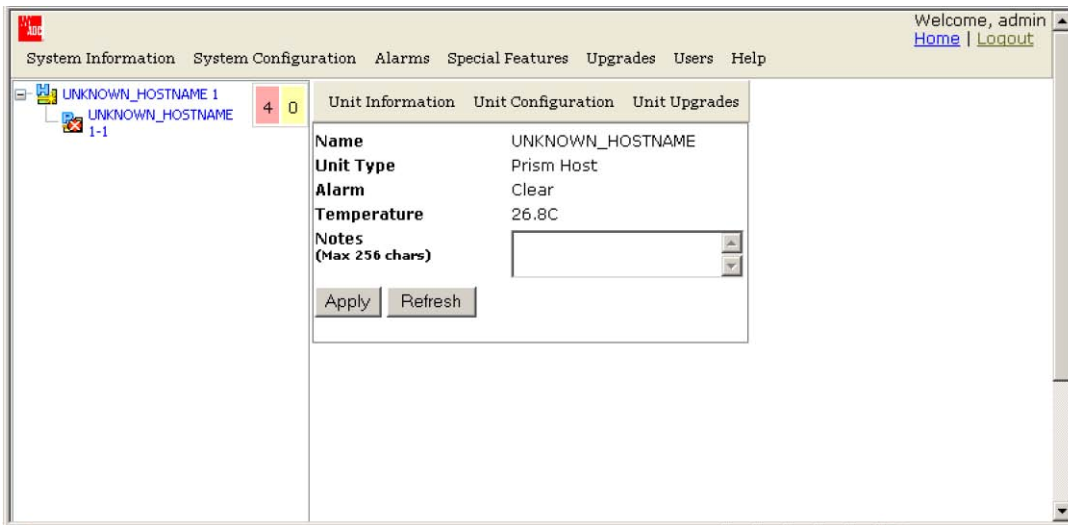 ADC
Welcome, admin
Home | Logout
System Information System Configuration Alarms Special Features Upgrades Users Help
UNKNOWN_HOSTNAME 1
UNKNOWN_HOSTNAME
1-1
4 0
Unit Information Unit Configuration Unit Upgrades
Name UNKNOWN_HOSTNAME
Unit Type Prism Host
Alarm Clear
Temperature 26.8C
Notes
(Max 256 chars)
Apply Refresh